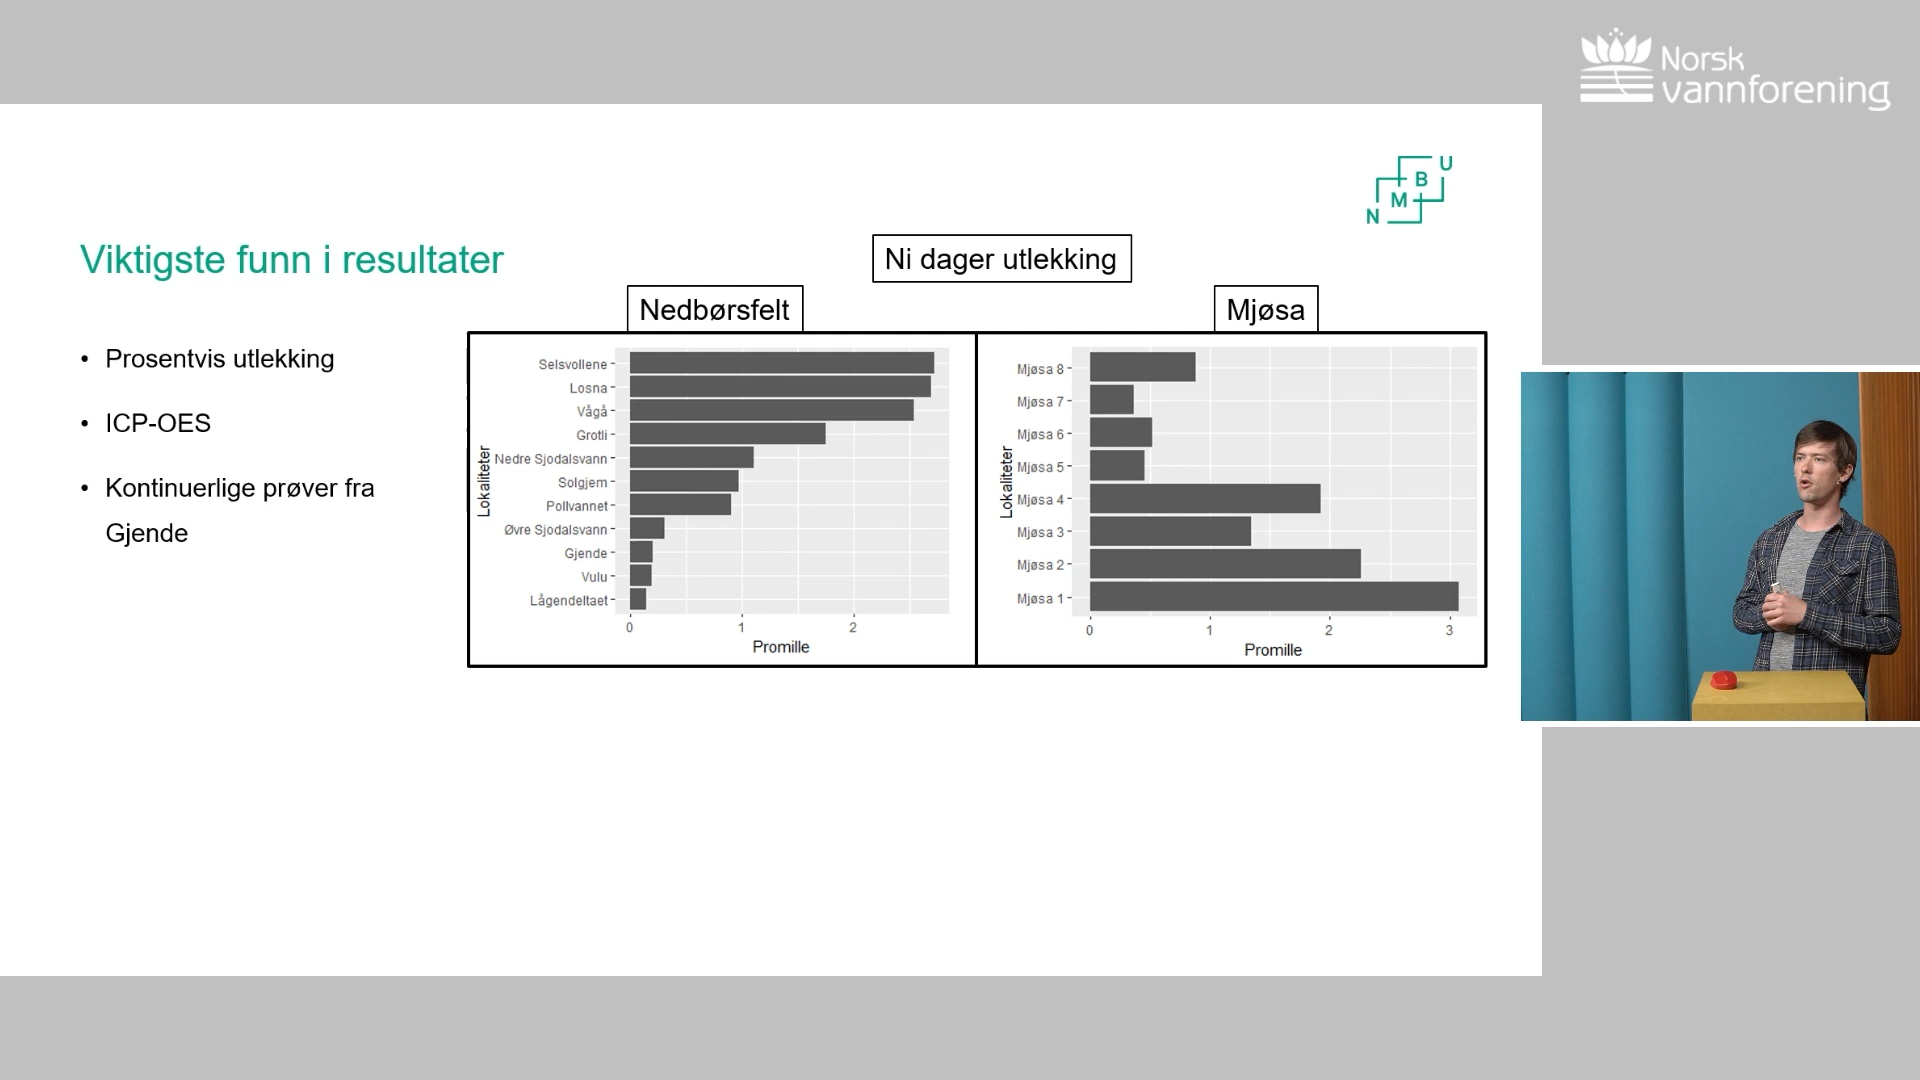 Norsk
vannforening
N M B U
Viktigste funn i resultater
Ni dager utlekking
Nedbørsfelt
Mjøsa
• Prosentvis utlekking
• ICP-OES
• Kontinuerlige prøver fra
Gjende
Lokaliteter
Selsvollene
Losna
Vågå
Grotli
Nedre Sjodalsvann
Solgjem
Pollvannet
Øvre Sjodalsvann
Gjende
Vulu
Lågendeltaet
0 1 2
Promille
Lokaliteter
Mjøsa 8
Mjøsa 7
Mjøsa 6
Mjøsa 5
Mjøsa 4
Mjøsa 3
Mjøsa 2
Mjøsa 1
0 1 2 3
Promille